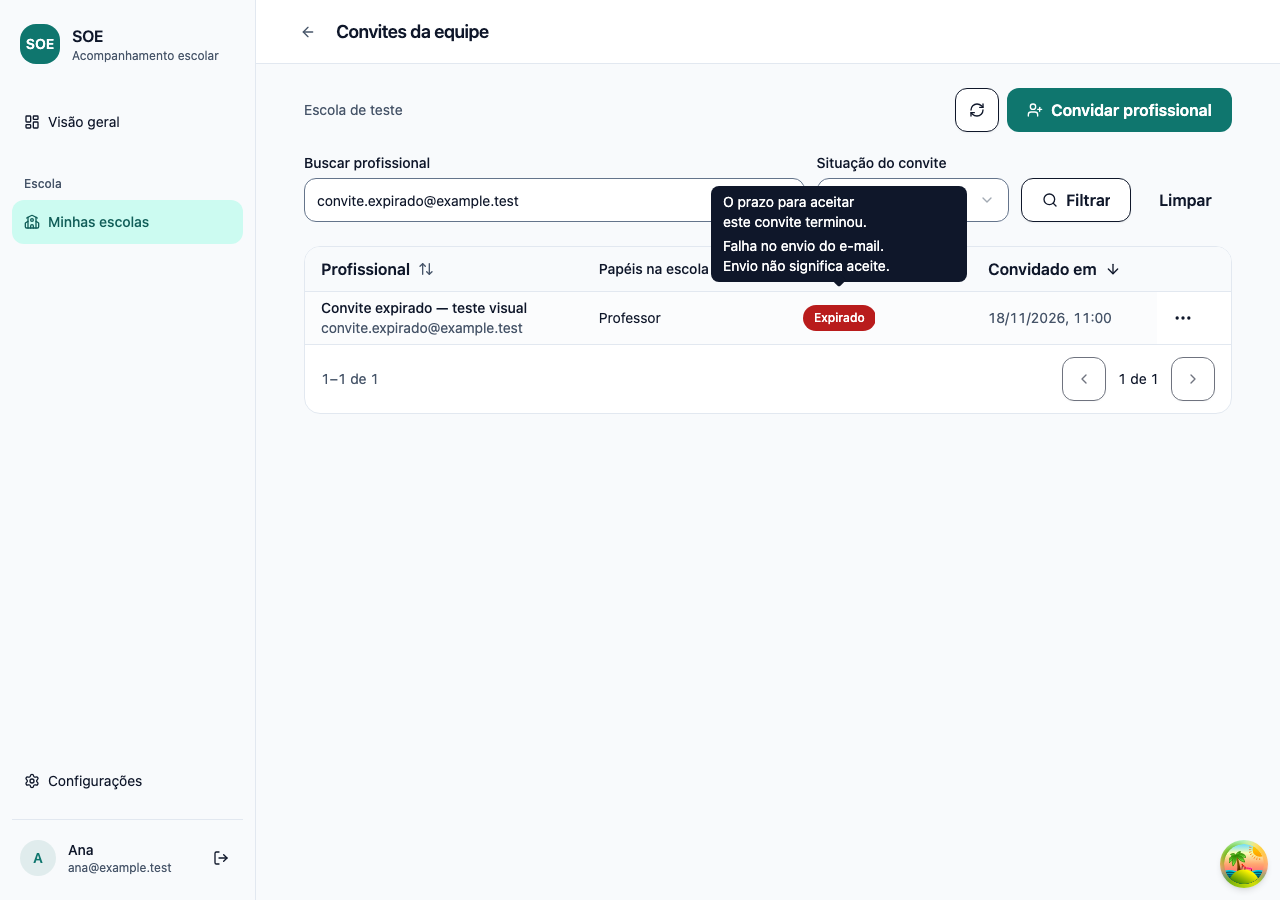 SOE
SOE
Acompanhamento escolar
Visão geral
Escola
Minhas escolas
Configurações
A
Ana
ana@example.test
Convites da equipe
Escola de teste
Convidar profissional
Buscar profissional
Situação do convite
convite.expirado@example.test
Filtrar
Limpar
O prazo para aceitar
este convite terminou.
Falha no envio do e-mail.
Envio não significa aceite.
Profissional
Papéis na escola
Convidado em
Convite expirado — teste visual
convite.expirado@example.test
Professor
Expirado
18/11/2026, 11:00
1–1 de 1
1 de 1